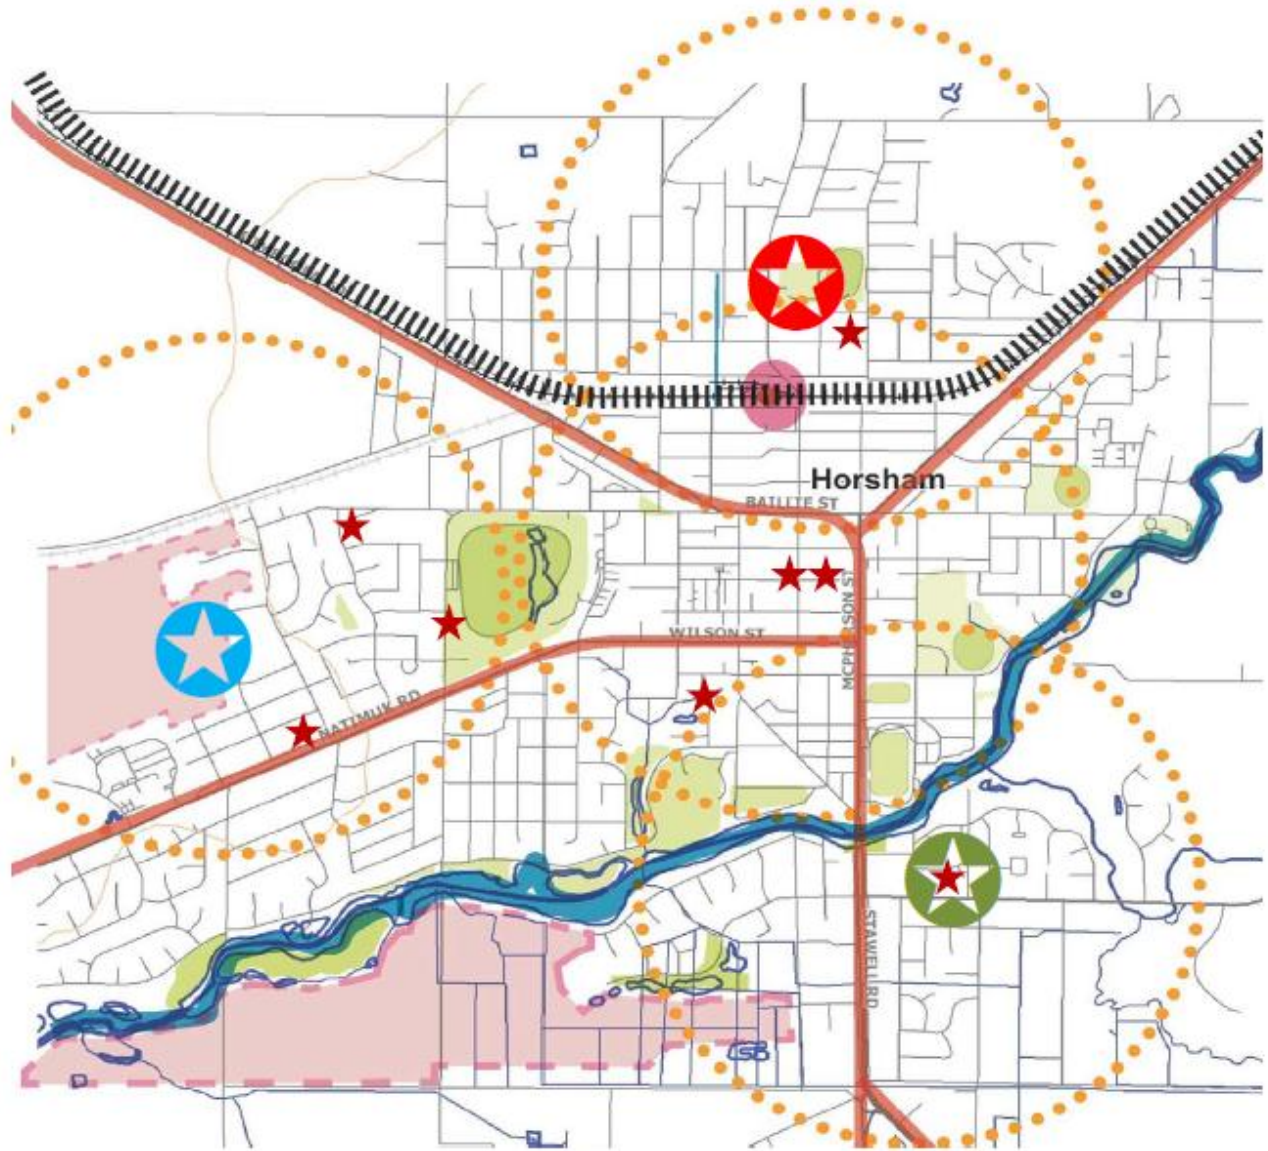 Horsham
BAILLIE ST
MCPHERSON ST
WILSON ST
NATIMUK RD
STAWELL RD